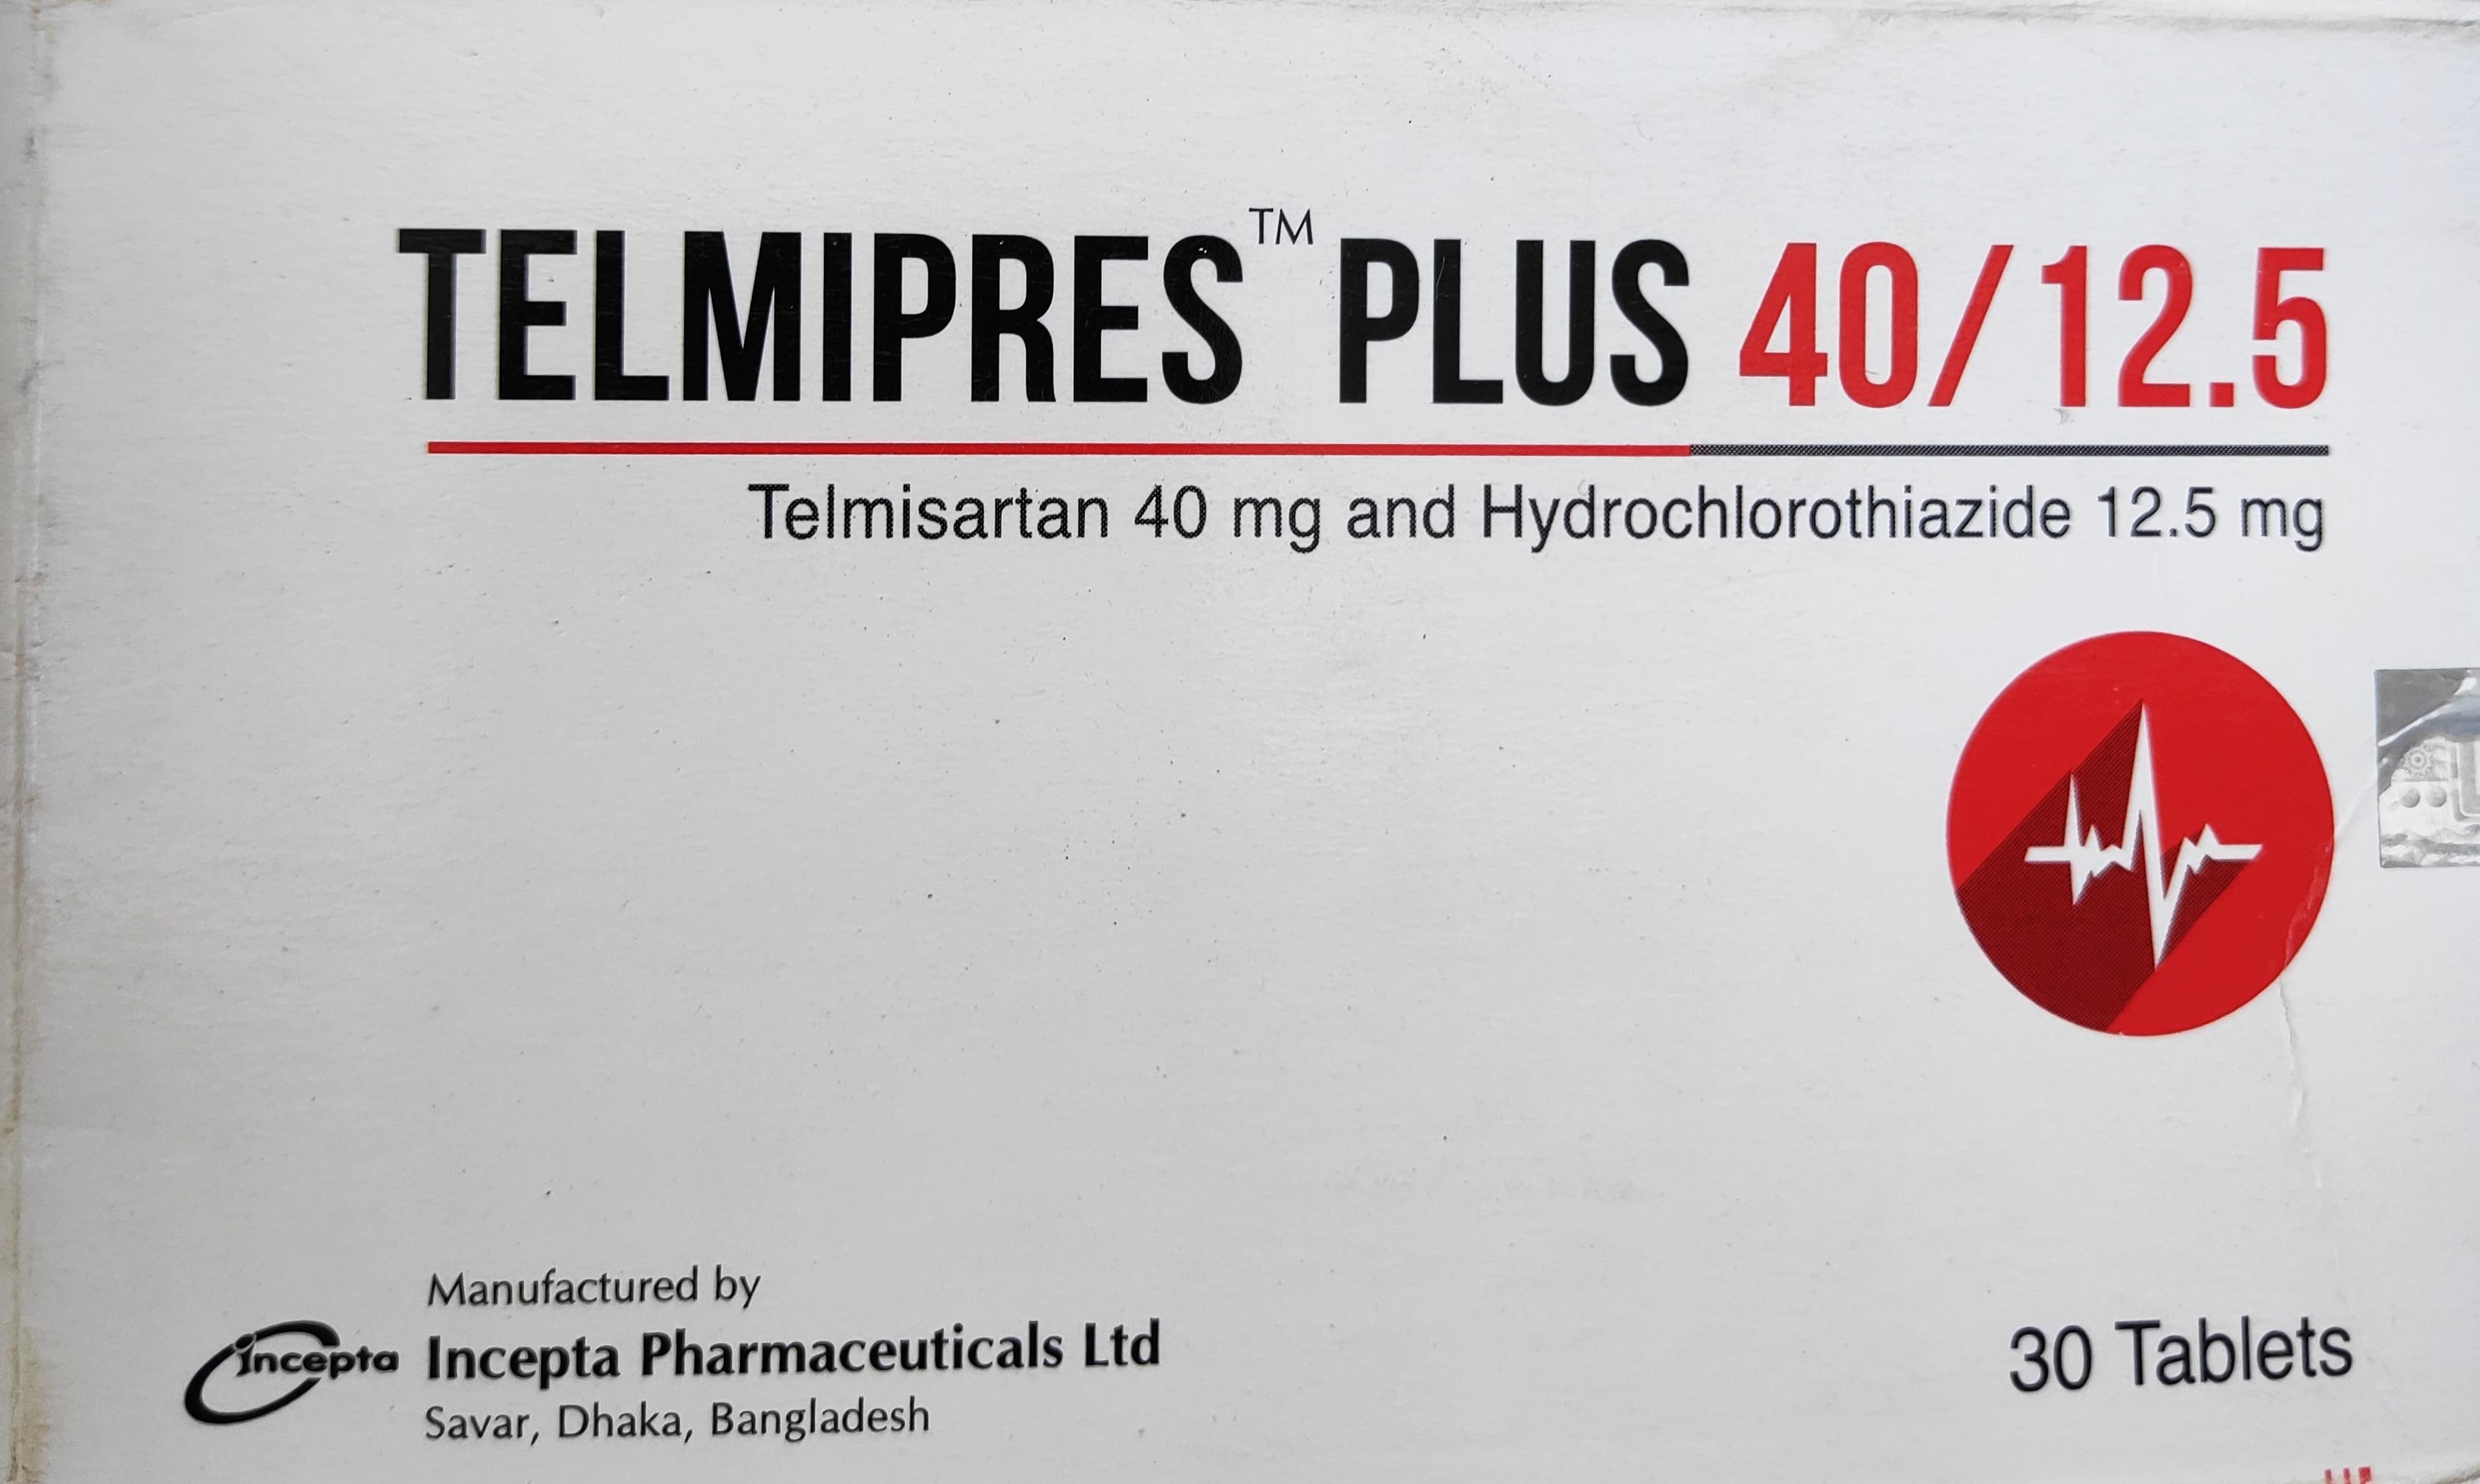 TELMIPRES™ PLUS 40/12.5
Telmisartan 40 mg and Hydrochlorothiazide 12.5 mg
Manufactured by
incepta Incepta Pharmaceuticals Ltd
Savar, Dhaka, Bangladesh
30 Tablets